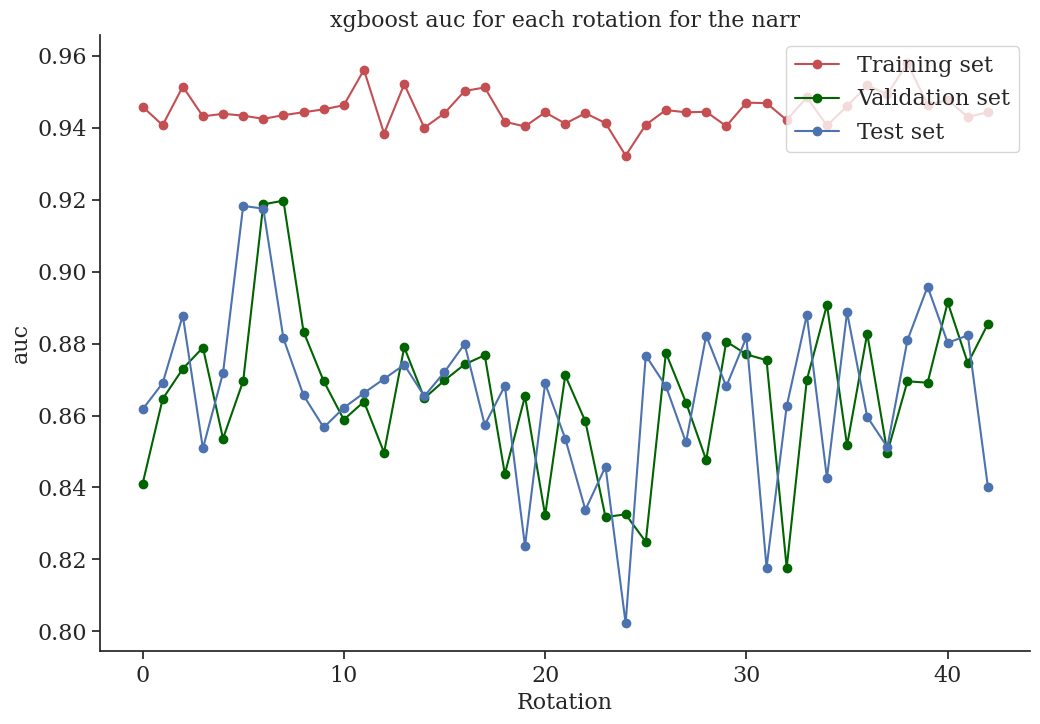 xgboost auc for each rotation for the narr
0.96
0.94
0.92
0.90
0.88
0.86
0.84
0.82
0.80
auc
Training set
Validation set
Test set
0 10 20 30 40
Rotation